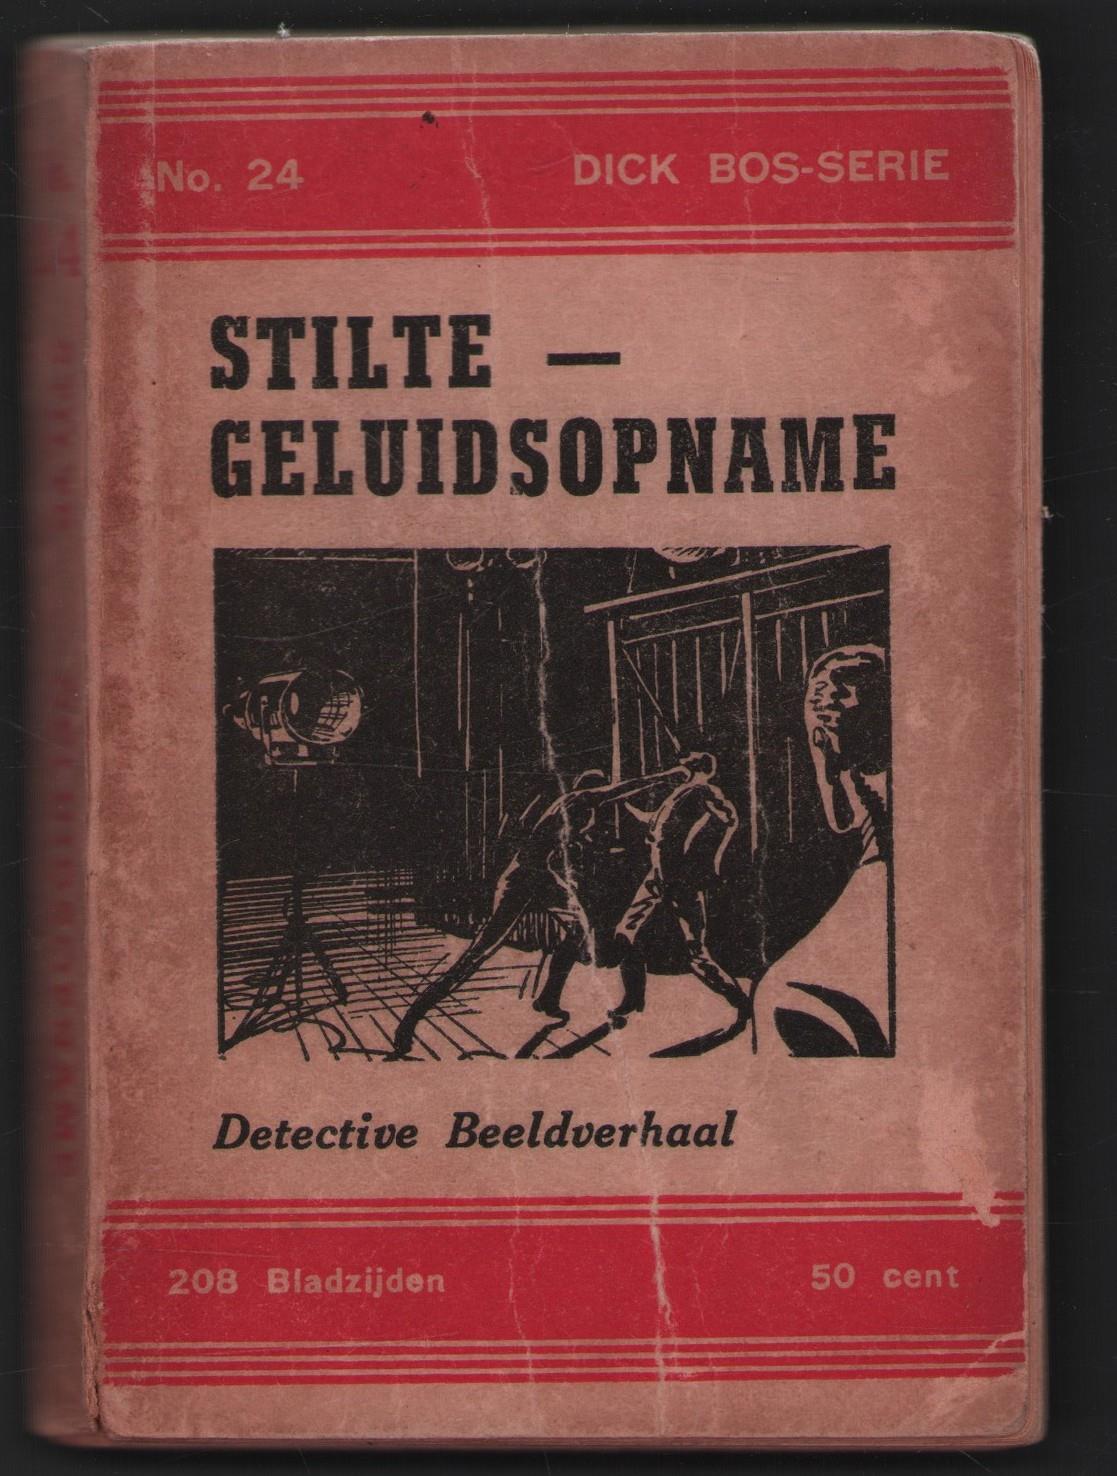 No. 24 DICK BOS-SERIE
STILTE —
GELUIDSOPNAME
Detective Beeldverhaal
208 Bladzijden 50 cent